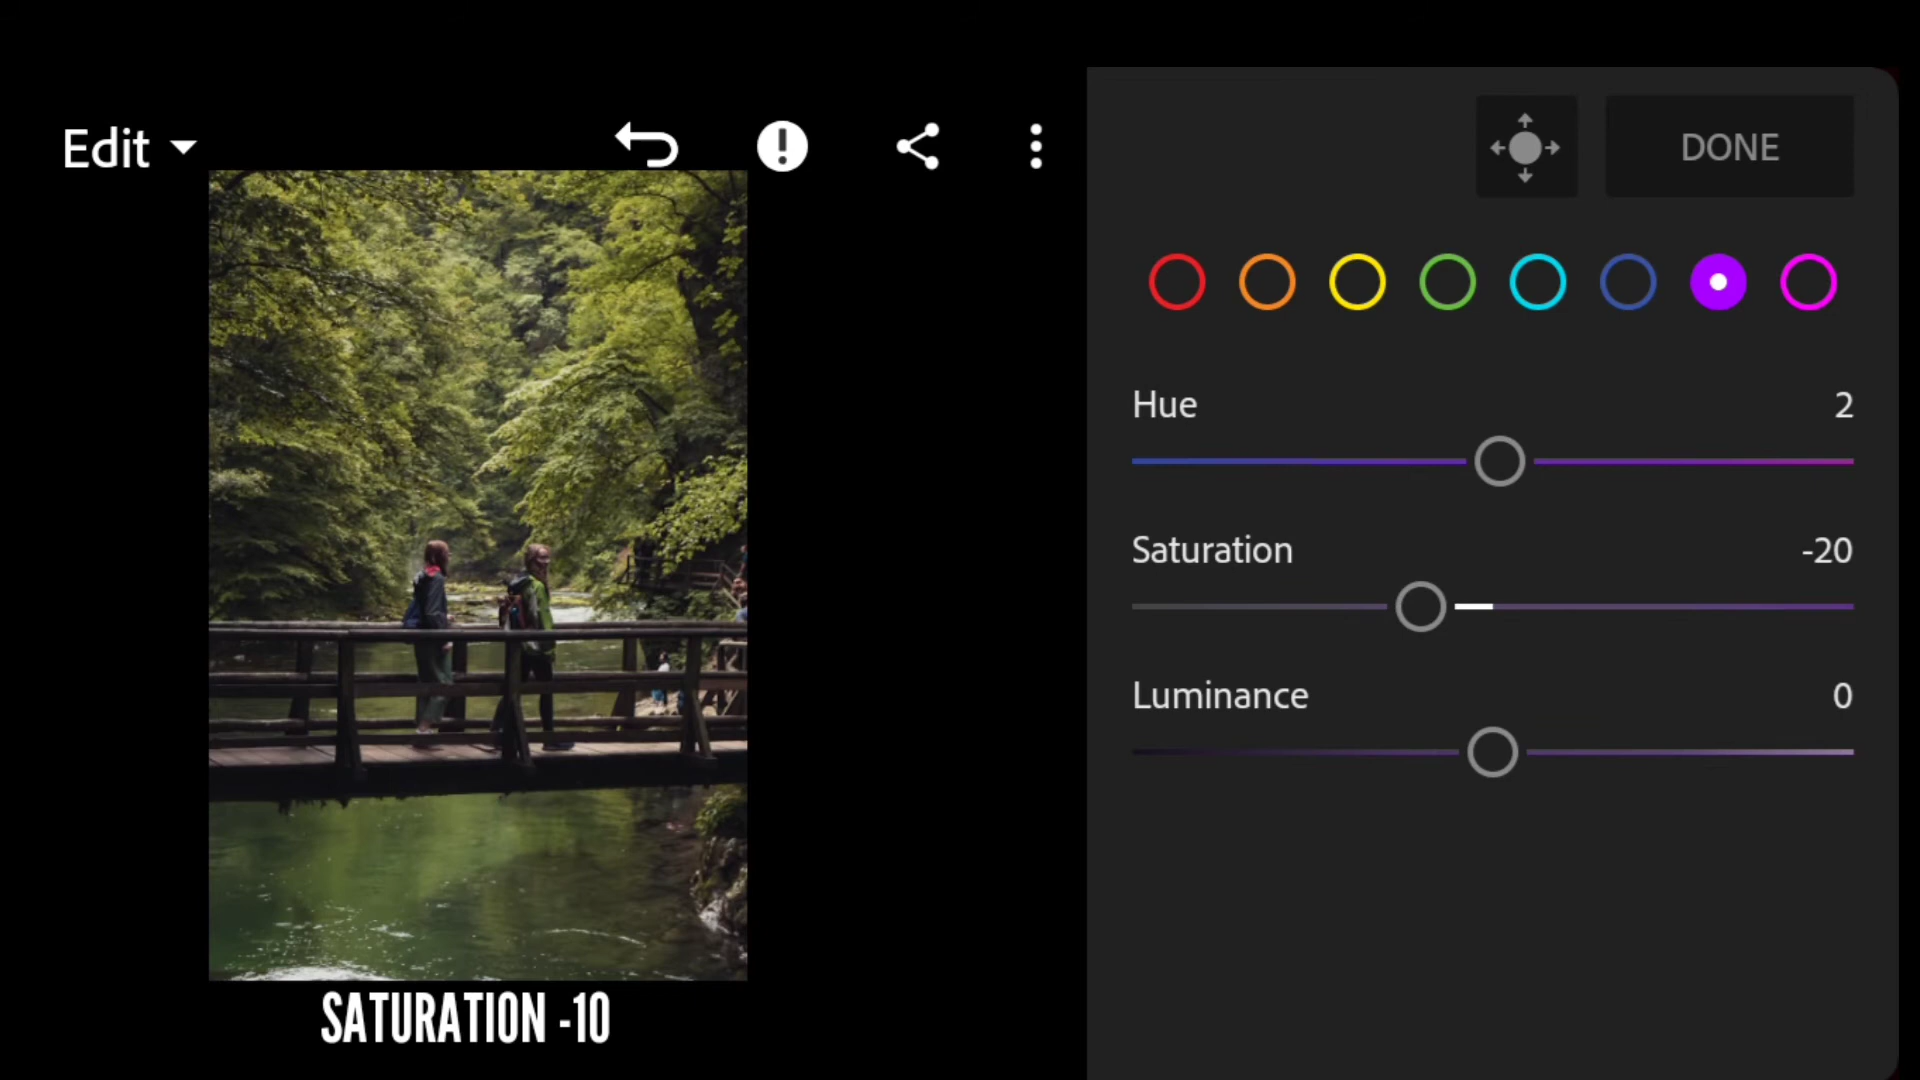 Edit
DONE
Hue 2
Saturation -20
Luminance 0
SATURATION -10